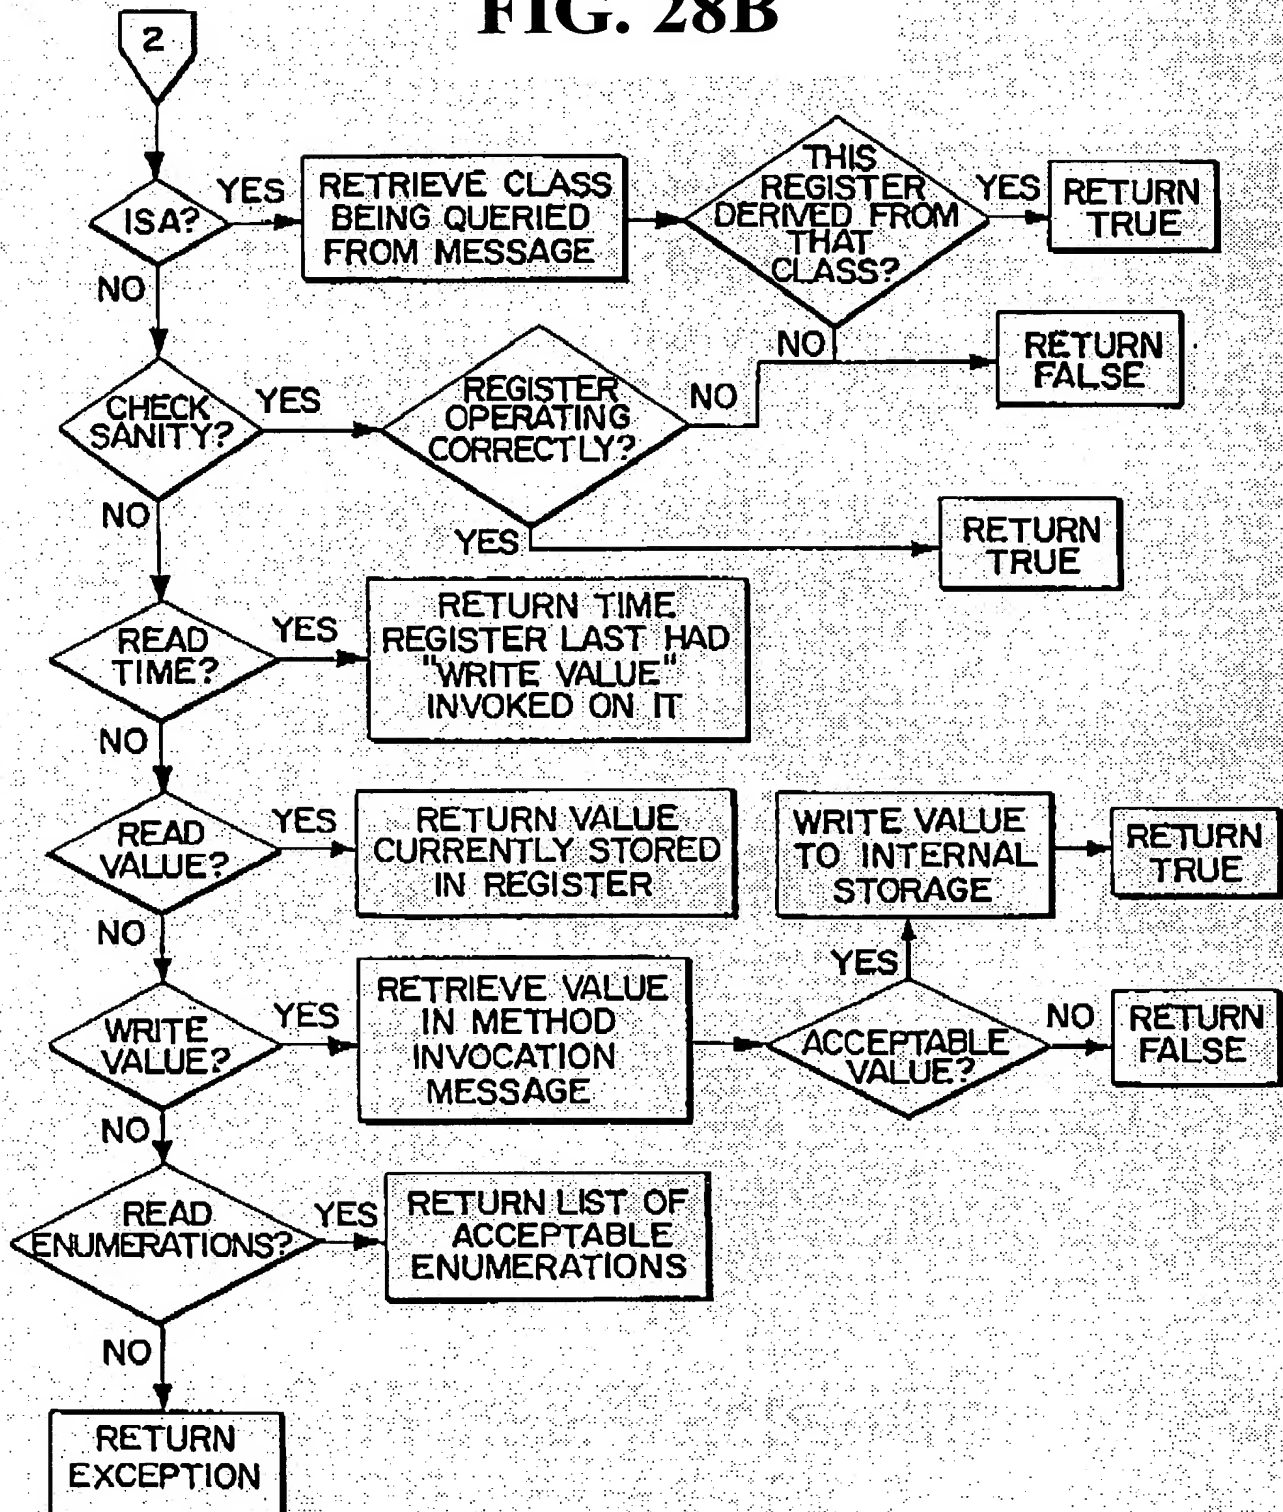 FIG. 28B
2
ISA?
YES
RETRIEVE CLASS
BEING QUERIED
FROM MESSAGE
THIS
REGISTER
DERIVED FROM
THAT
CLASS?
YES
RETURN
TRUE
NO
NO
RETURN
FALSE
CHECK
SANITY?
YES
REGISTER
OPERATING
CORRECTLY?
NO
NO
YES
RETURN
TRUE
READ
TIME?
YES
RETURN TIME
REGISTER LAST HAD
"WRITE VALUE"
INVOKED ON IT
NO
READ
VALUE?
YES
RETURN VALUE
CURRENTLY STORED
IN REGISTER
WRITE VALUE
TO INTERNAL
STORAGE
RETURN
TRUE
NO
YES
WRITE
VALUE?
YES
RETRIEVE VALUE
IN METHOD
INVOCATION
MESSAGE
ACCEPTABLE
VALUE?
NO
RETURN
FALSE
NO
READ
ENUMERATIONS?
YES
RETURN LIST OF
ACCEPTABLE
ENUMERATIONS
NO
RETURN
EXCEPTION